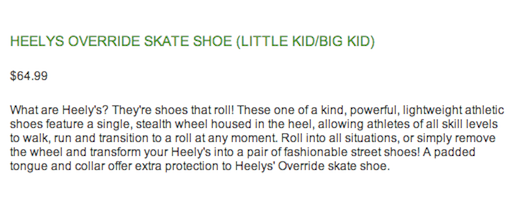 HEELYS OVERRIDE SKATE SHOE (LITTLE KID/BIG KID)
$64.99
What are Heely's? They're shoes that roll! These one of a kind, powerful, lightweight athletic
shoes feature a single, stealth wheel housed in the heel, allowing athletes of all skill levels
to walk, run and transition to a roll at any moment. Roll into all situations, or simply remove
the wheel and transform your Heely's into a pair of fashionable street shoes! A padded
tongue and collar offer extra protection to Heelys' Override skate shoe.